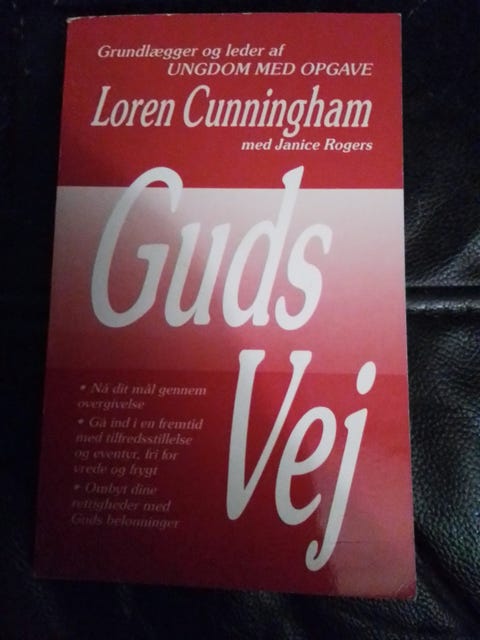 Grundlægger og leder af
UNGDOM MED OPGAVE
Loren Cunningham
med Janice Rogers
Guds
Vej
• Nå dit mål gennem
overgivelse
• Gå ind i en fremtid
med tilfredsstillelse
og eventyr, fri for
vrede og frygt
• Ombyt dine
rettigheder med
Guds belønninger